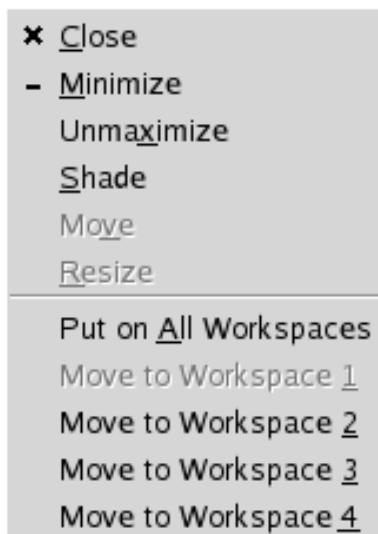 Close
Minimize
Unmaximize
Shade
Move
Resize
Put on All Workspaces
Move to Workspace 1
Move to Workspace 2
Move to Workspace 3
Move to Workspace 4